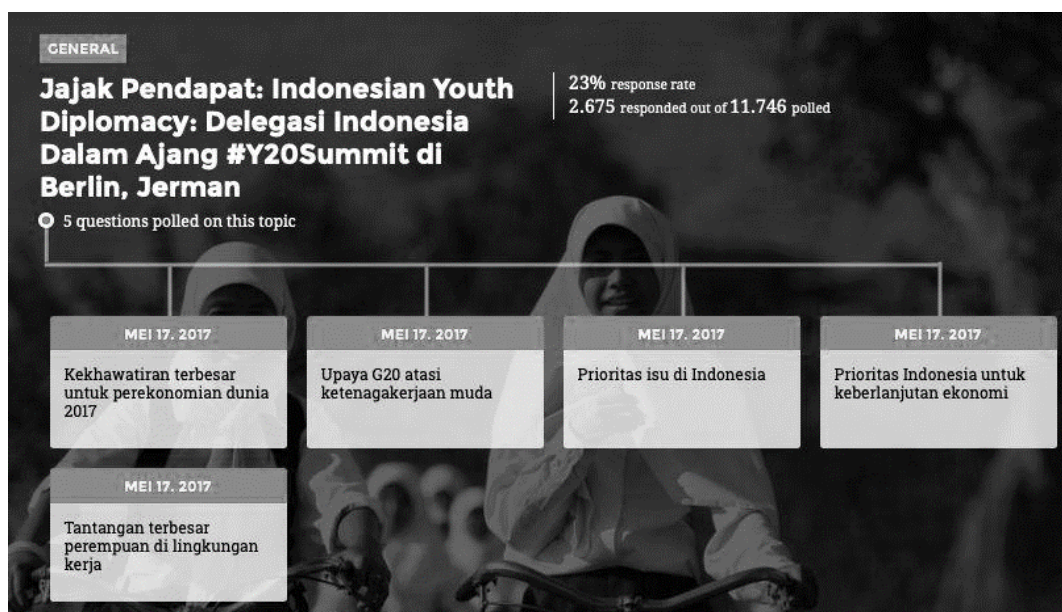 GENERAL
Jajak Pendapat: Indonesian Youth
Diplomacy: Delegasi Indonesia
Dalam Ajang #Y20Summit di
Berlin, Jerman
23% response rate
2.675 responded out of 11.746 polled
5 questions polled on this topic
MEI 17. 2017
Kekhawatiran terbesar
untuk perekonomian dunia
2017
MEI 17. 2017
Upaya G20 atasi
ketenagakerjaan muda
MEI 17. 2017
Prioritas isu di Indonesia
MEI 17. 2017
Prioritas Indonesia untuk
keberlanjutan ekonomi
MEI 17. 2017
Tantangan terbesar
perempuan di lingkungan
kerja